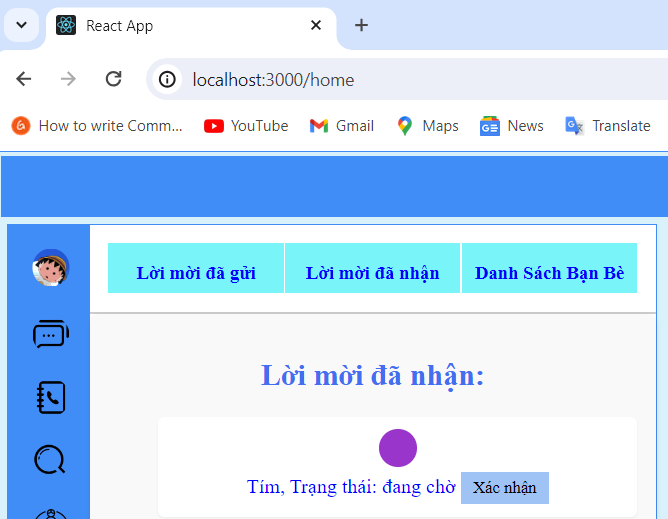 React App
localhost:3000/home
How to write Comm... YouTube Gmail Maps News Translate
Lời mời đã gửi Lời mời đã nhận Danh Sách Bạn Bè
Lời mời đã nhận:
Tím, Trạng thái: đang chờ Xác nhận